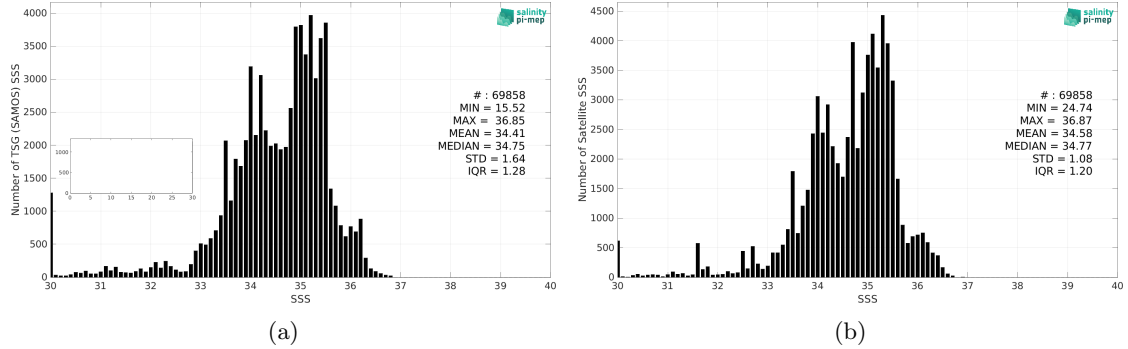 4000
3500
3000
2500
2000
1500
1000
500
0
Number of TSG (SAMOS) SSS
salinity
pi-mep
# : 69858
MIN = 15.52
MAX = 36.85
MEAN = 34.41
MEDIAN = 34.75
STD = 1.64
IQR = 1.28
1000
500
0
0 5 10 15 20 25 30
30 31 32 33 34 35 36 37 38 39 40
SSS
(a)
4500
4000
3500
3000
2500
2000
1500
1000
500
0
Number of Satellite SSS
salinity
pi-mep
# : 69858
MIN = 24.74
MAX = 36.87
MEAN = 34.58
MEDIAN = 34.77
STD = 1.08
IQR = 1.20
30 31 32 33 34 35 36 37 38 39 40
SSS
(b)